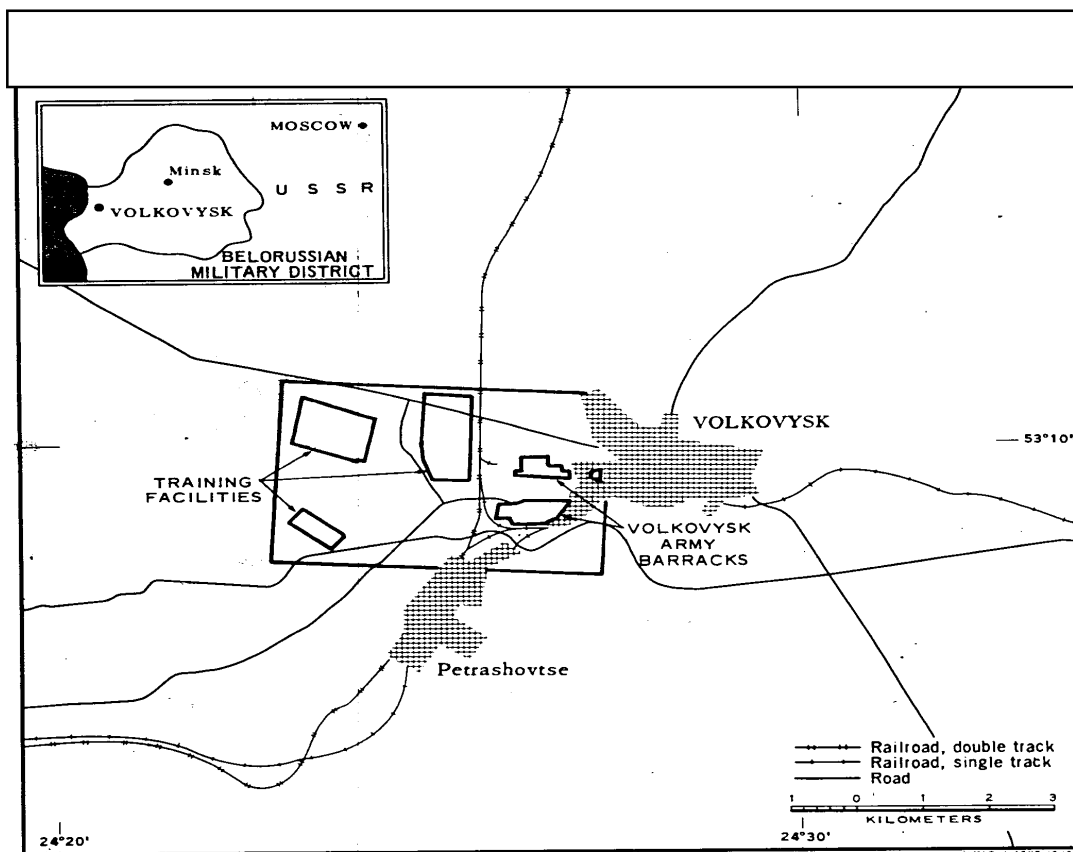 MOSCOW
Minsk
U S S R
VOLKOVYSK
BELORUSSIAN
MILITARY DISTRICT
VOLKOVYSK
53°10'
TRAINING
FACILITIES
VOLKOVYSK
ARMY
BARRACKS
Petrashovtse
Railroad, double track
Railroad, single track
Road
1 0 1 2 3
KILOMETERS
24°20'
24°30'